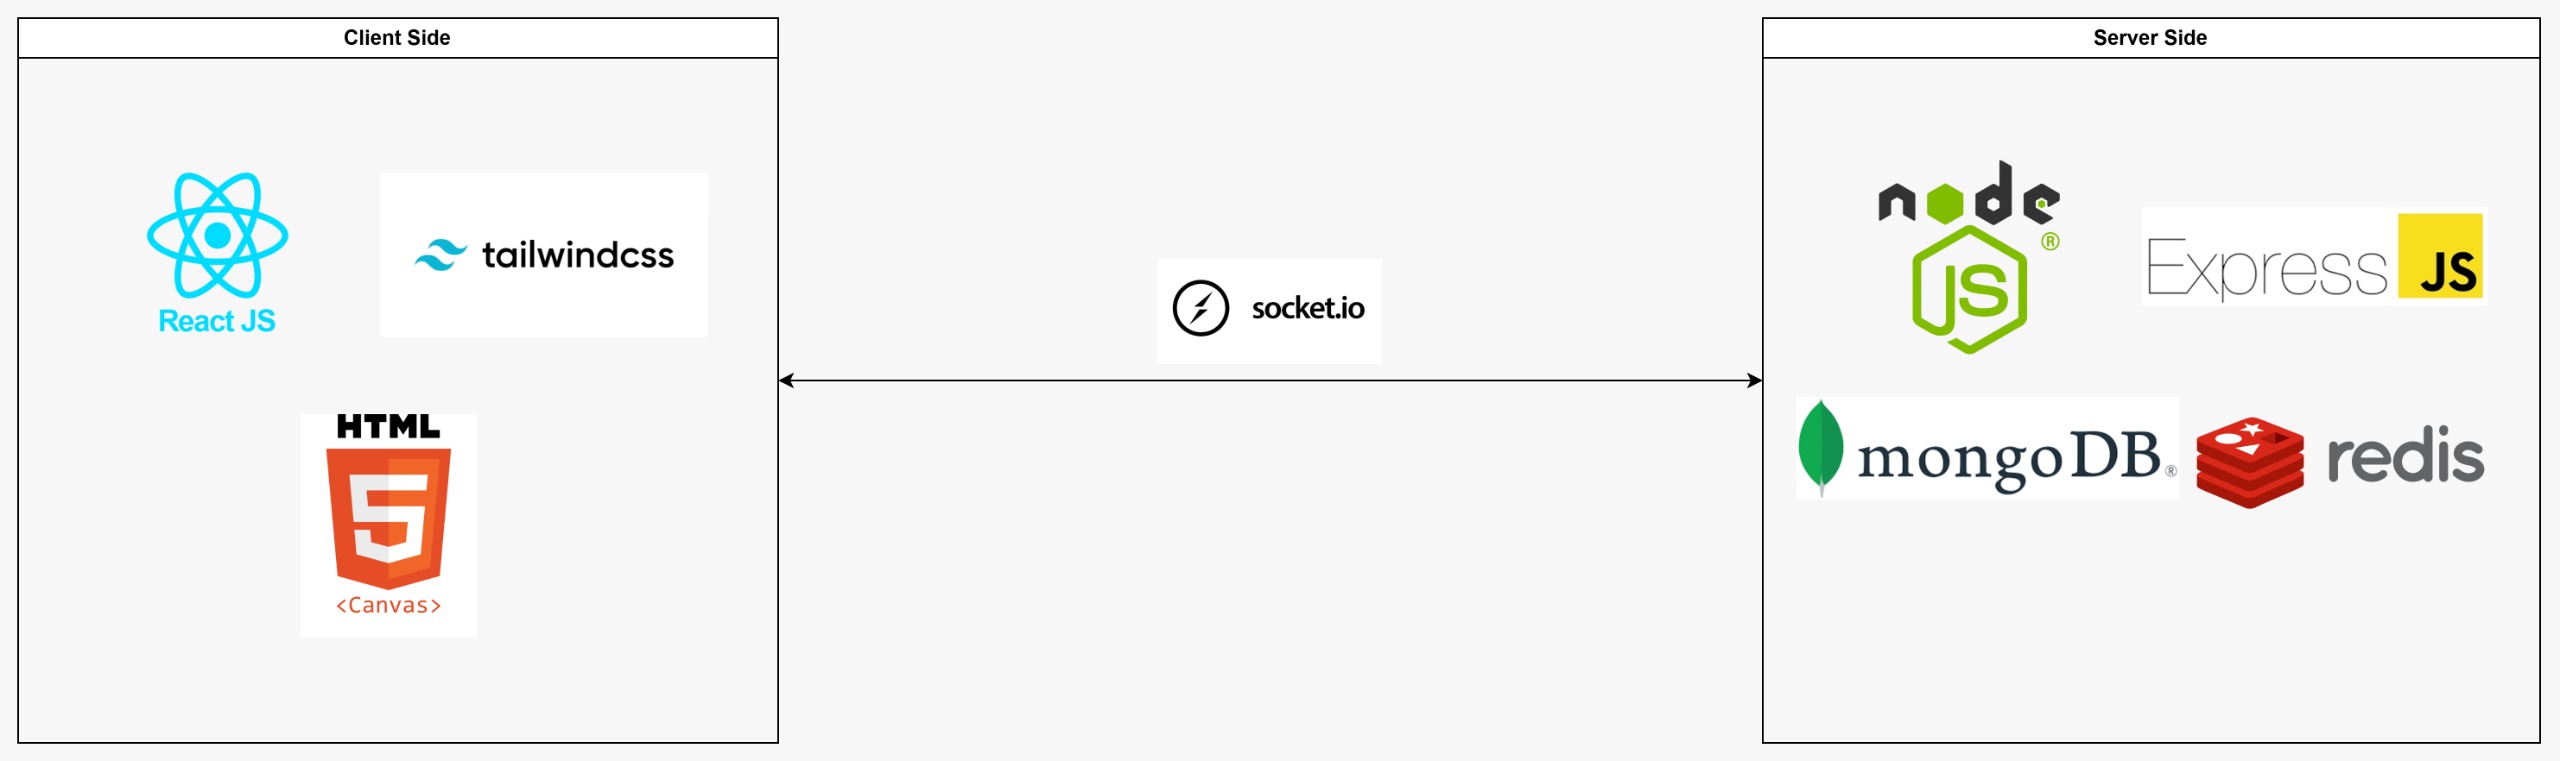 Client Side
React JS
tailwindcss
HTML
5
<Canvas>
socket.io
Server Side
node
JS
®
Express JS
mongoDB®
redis